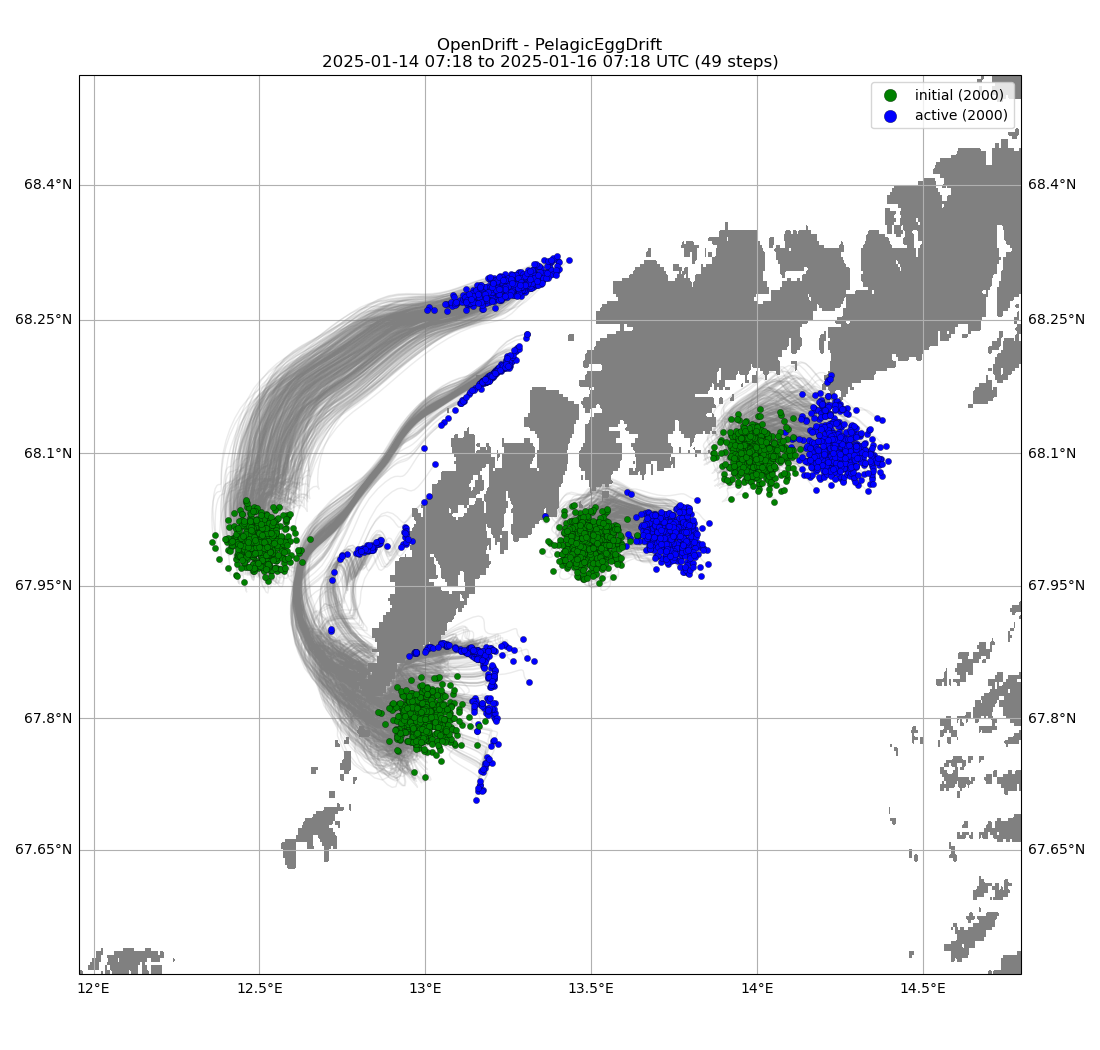 OpenDrift - PelagicEggDrift
2025-01-14 07:18 to 2025-01-16 07:18 UTC (49 steps)
initial (2000)
active (2000)
68.4°N
68.4°N
68.25°N
68.25°N
68.1°N
68.1°N
67.95°N
67.95°N
67.8°N
67.8°N
67.65°N
67.65°N
12°E
12.5°E
13°E
13.5°E
14°E
14.5°E